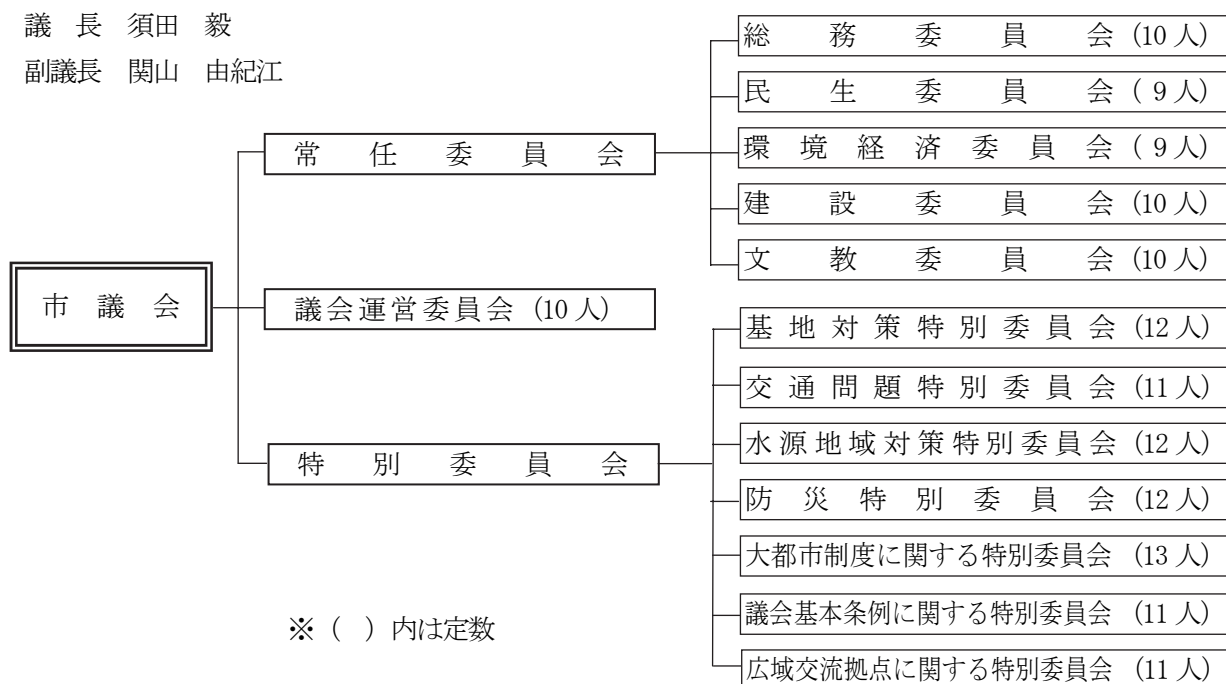 議 長 須田 毅
副議長 関山 由紀江
市議会
常任委員会
総務委員会 (10人)
民生委員会 ( 9人)
環境経済委員会 ( 9人)
建設委員会 (10人)
文教委員会 (10人)
議会運営委員会 (10人)
特別委員会
基地対策特別委員会 (12人)
交通問題特別委員会 (11人)
水源地域対策特別委員会 (12人)
防災特別委員会 (12人)
大都市制度に関する特別委員会 (13人)
議会基本条例に関する特別委員会 (11人)
広域交流拠点に関する特別委員会 (11人)
※ ( ) 内は定数